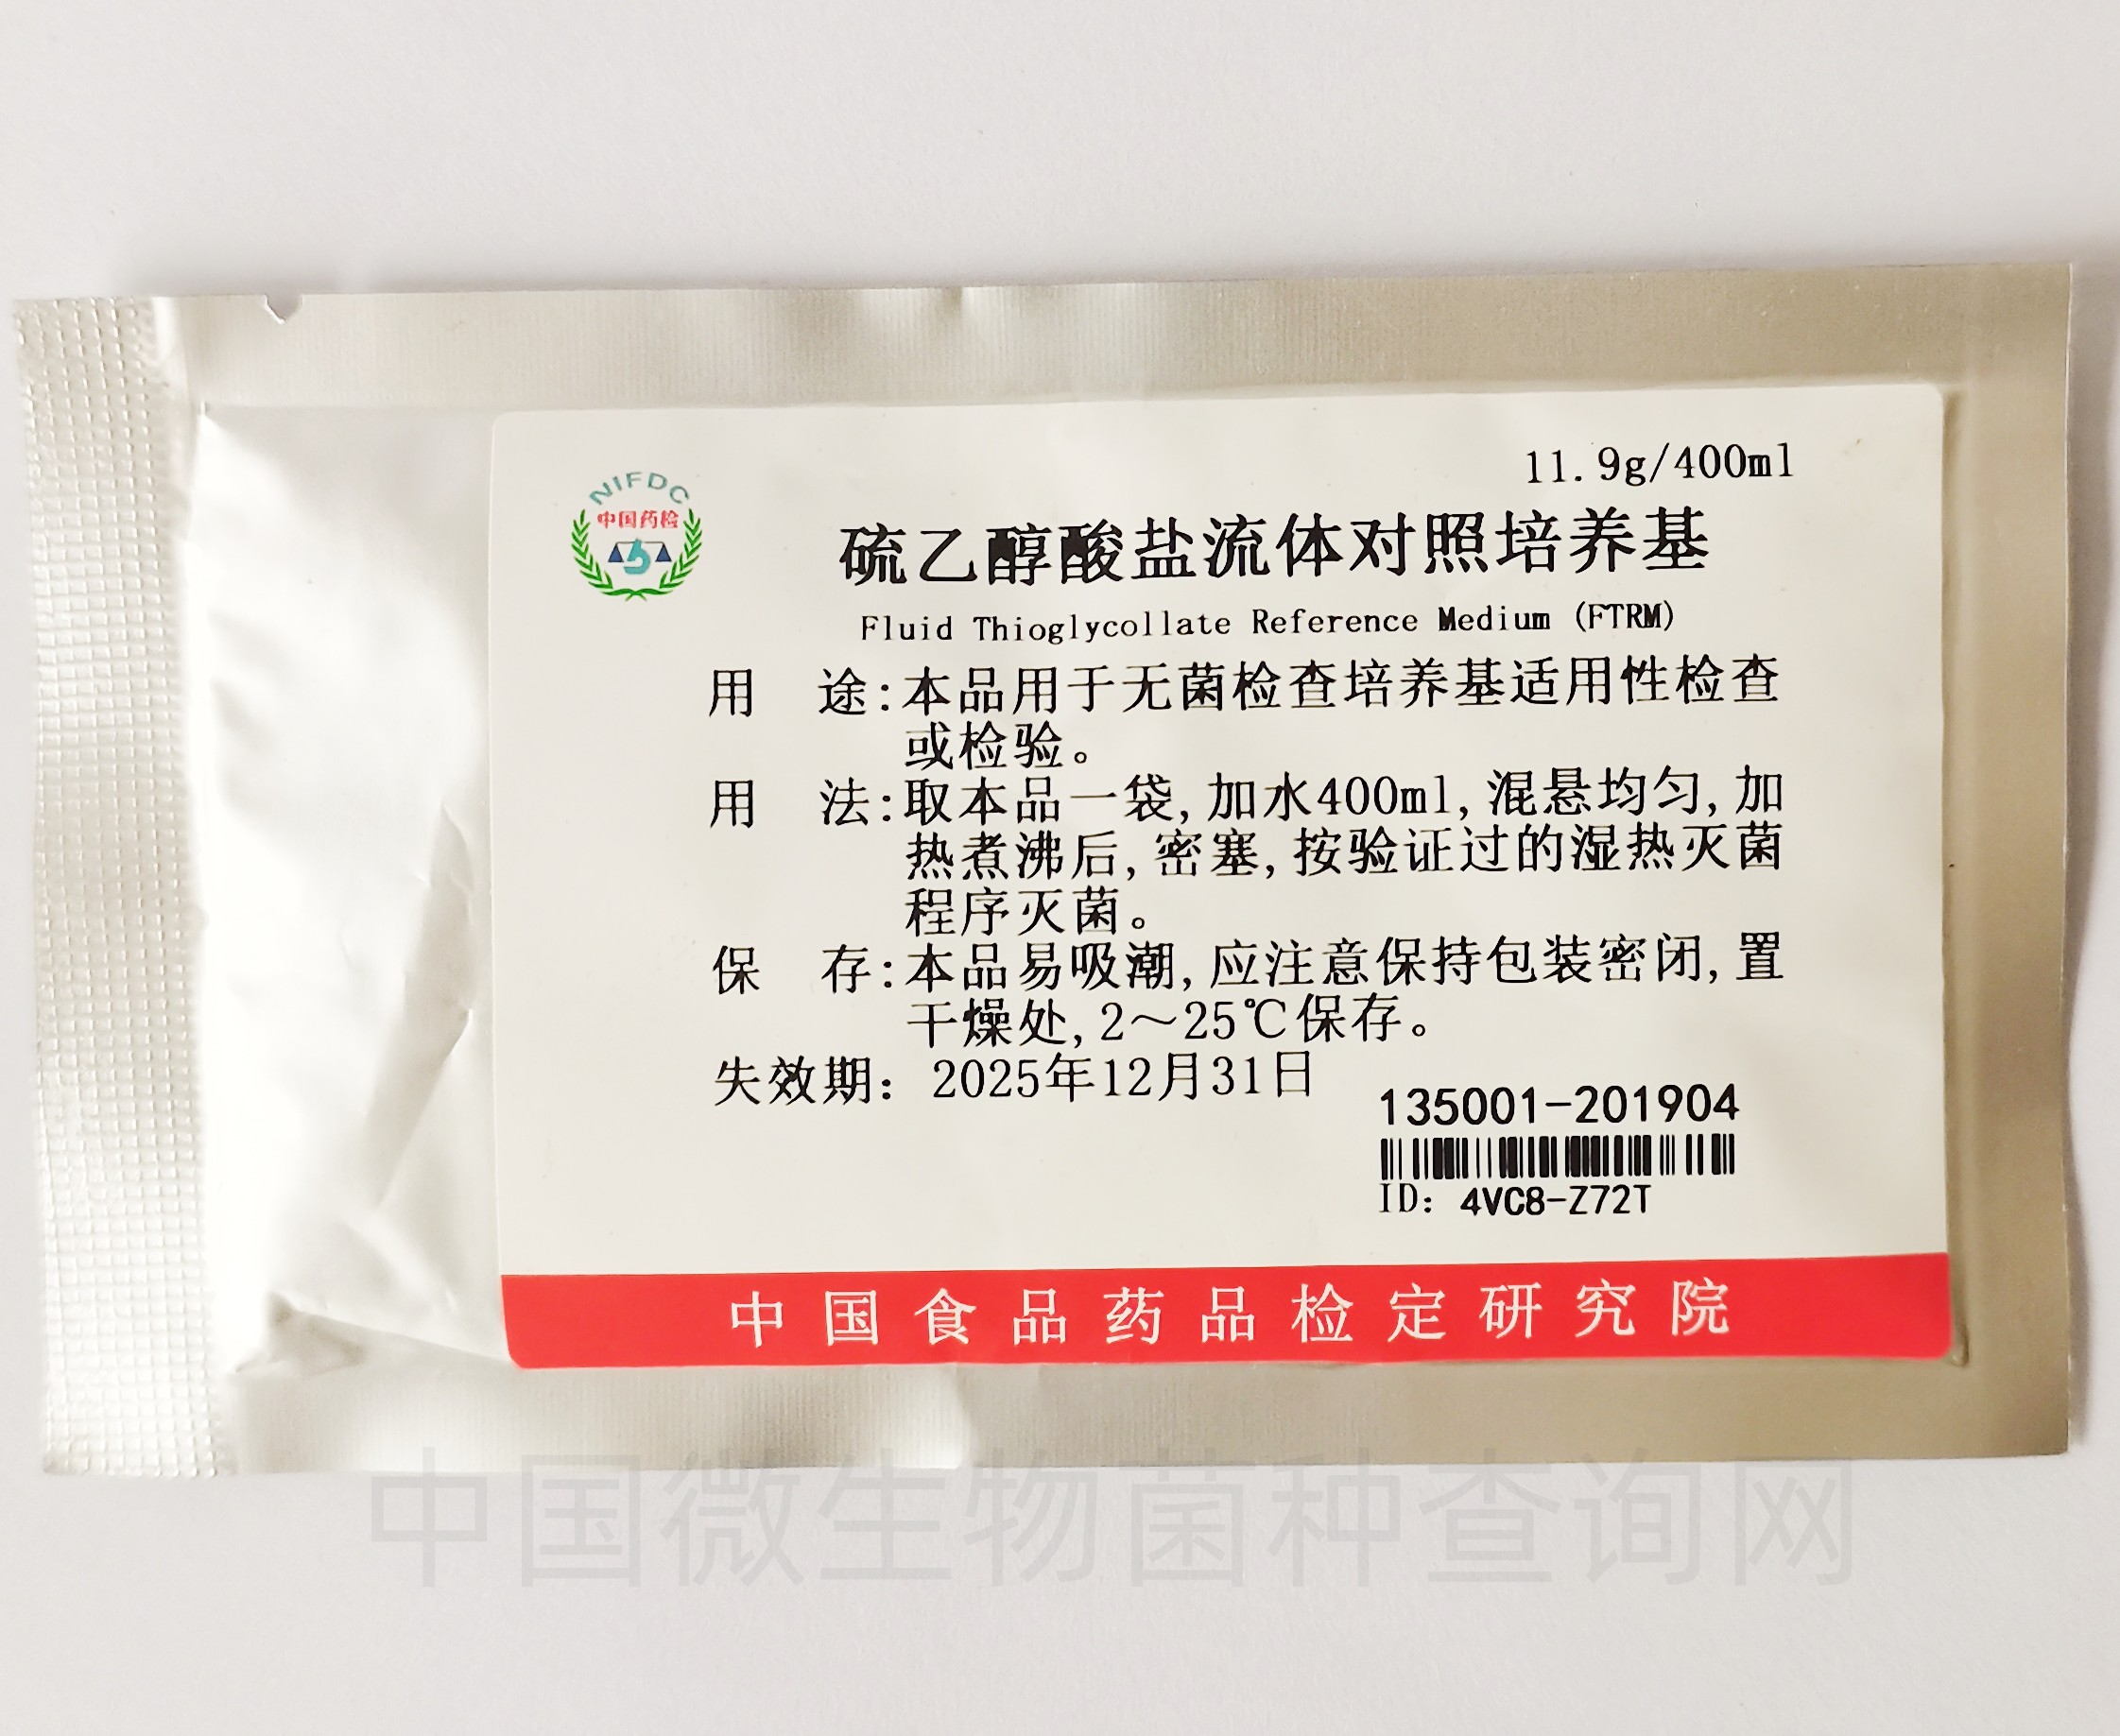 11.9g/400ml
NIFDC
中国药检
硫乙醇酸盐流体对照培养基
Fluid Thioglycollate Reference Medium (FTRM)
用 途:本品用于无菌检查培养基适用性检查
或检验。
用 法:取本品一袋,加水400ml,混悬均匀,加
热煮沸后,密塞,按验证过的湿热灭菌
程序灭菌。
保 存:本品易吸潮,应注意保持包装密闭,置
干燥处,2～25℃保存。
失效期: 2025年12月31日
135001-201904
ID: 4VC8-Z72T
中国食品药品检定研究院
中国微生物菌种查询网